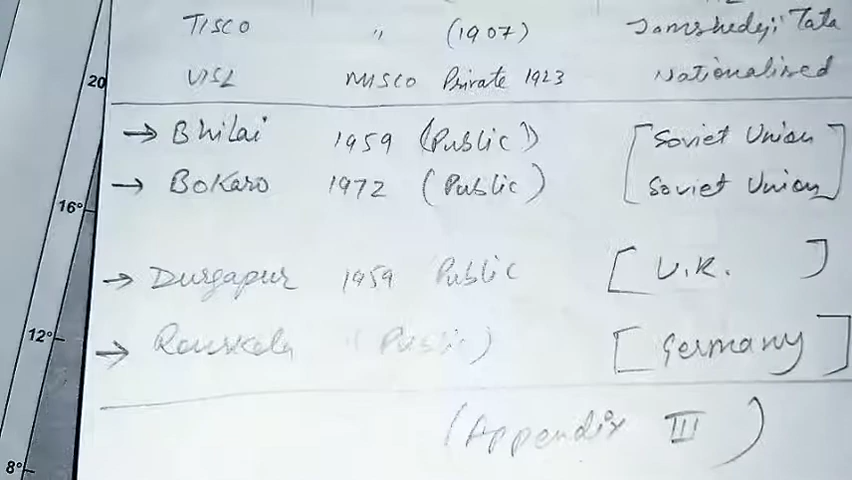 TISCO " (1907) Jamshedeji Tata
20
VISL MISCO Private 1923 Nationalised
→ Bhilai 1959 (Public) [Soviet Union]
→ Bokaro 1972 (Public) [Soviet Union]
16°
→ Durgapur 1959 Public [U.K.]
12°
→ Rourkela (Public) [Germany]
(Appendix III)
8°